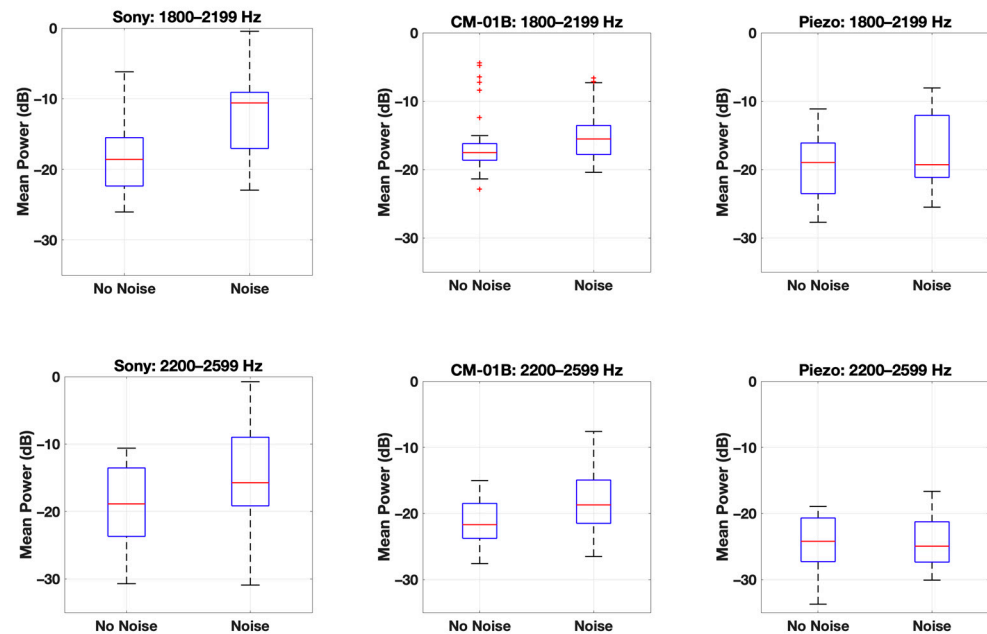 Sony: 1800–2199 Hz
CM-01B: 1800–2199 Hz
Piezo: 1800–2199 Hz
Mean Power (dB)
0
−10
−20
−30
No Noise
Noise
Mean Power (dB)
0
−10
−20
−30
No Noise
Noise
Mean Power (dB)
0
−10
−20
−30
No Noise
Noise
Sony: 2200–2599 Hz
CM-01B: 2200–2599 Hz
Piezo: 2200–2599 Hz
Mean Power (dB)
0
−10
−20
−30
No Noise
Noise
Mean Power (dB)
0
−10
−20
−30
No Noise
Noise
Mean Power (dB)
0
−10
−20
−30
No Noise
Noise